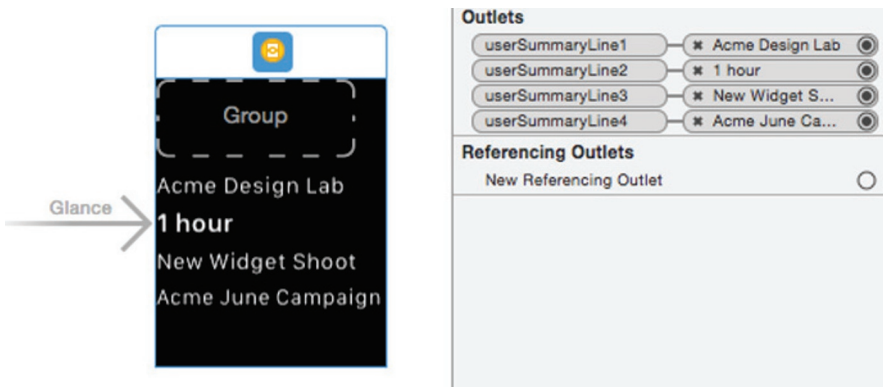 Glance
Group
Acme Design Lab
1 hour
New Widget Shoot
Acme June Campaign
Outlets
userSummaryLine1 Acme Design Lab
userSummaryLine2 1 hour
userSummaryLine3 New Widget S...
userSummaryLine4 Acme June Ca...
Referencing Outlets
New Referencing Outlet